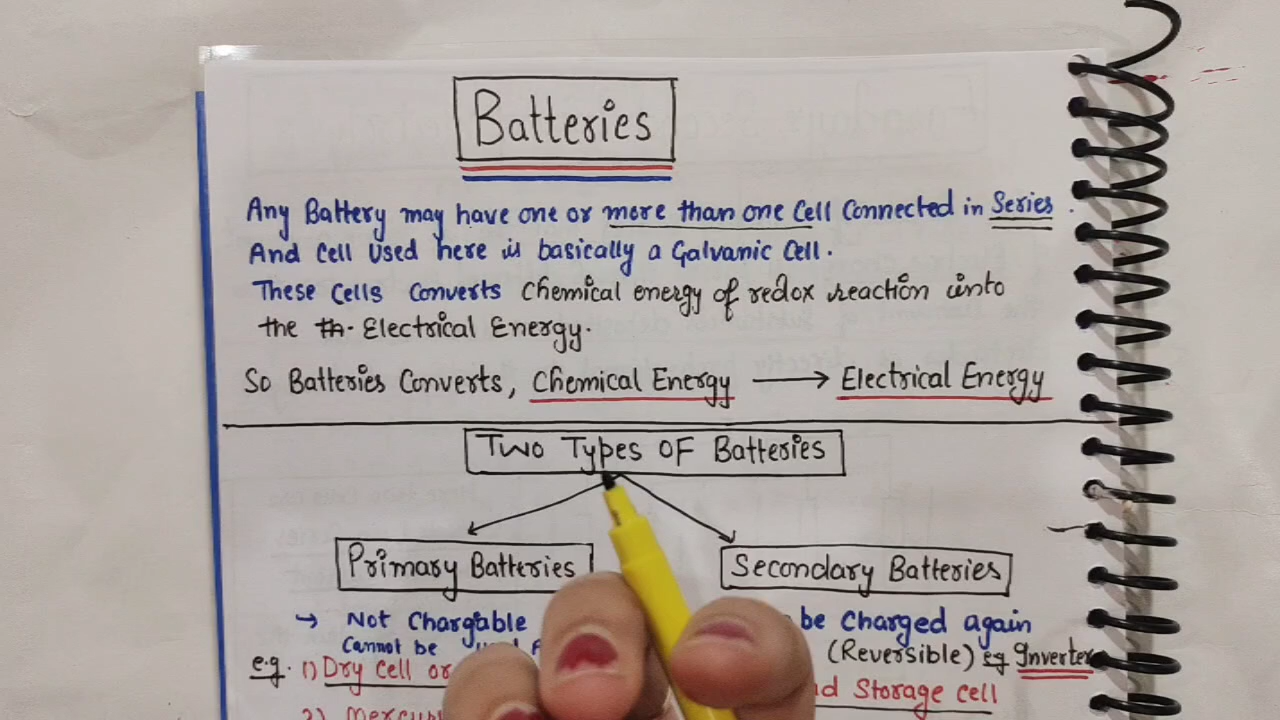 Batteries
Any Battery may have one or more than one Cell Connected in Series.
And Cell Used here is basically a Galvanic Cell.
These Cells Converts Chemical energy of redox reaction into
the th. Electrical Energy.
So Batteries Converts, Chemical Energy → Electrical Energy
Two Types OF Batteries
Primary Batteries Secondary Batteries
→ Not Chargable be Charged again
Cannot be (Reversible) eg Inverter
e.g. 1) Dry Cell or Storage Cell
2)